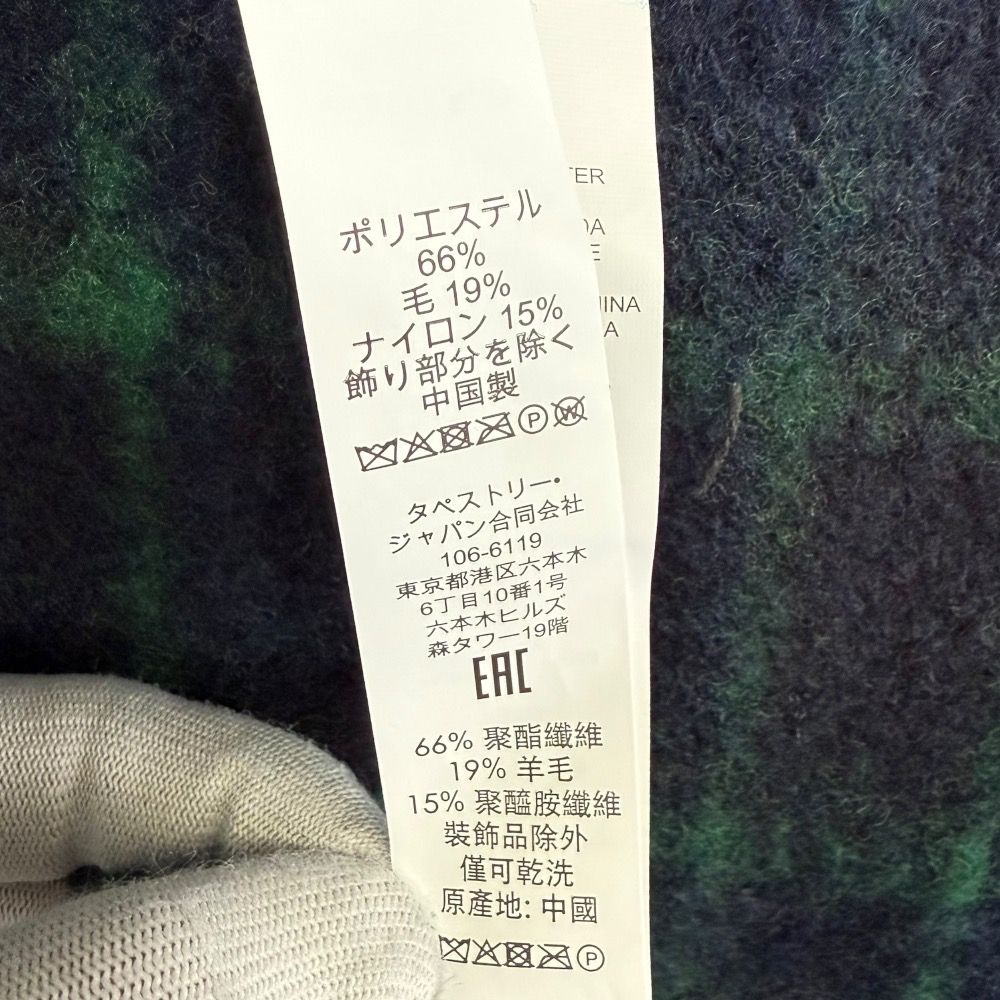 ポリエステル
66%
毛 19%
ナイロン 15%
飾り部分を除く
中国製
P W
タペストリー・
ジャパン合同会社
106-6119
東京都港区六本木
6丁目10番1号
六本木ヒルズ
森タワー19階
EAC
66% 聚酯纖維
19% 羊毛
15% 聚醯胺纖維
裝飾品除外
僅可乾洗
原產地: 中國
P
TER
DA
E
HINA
A